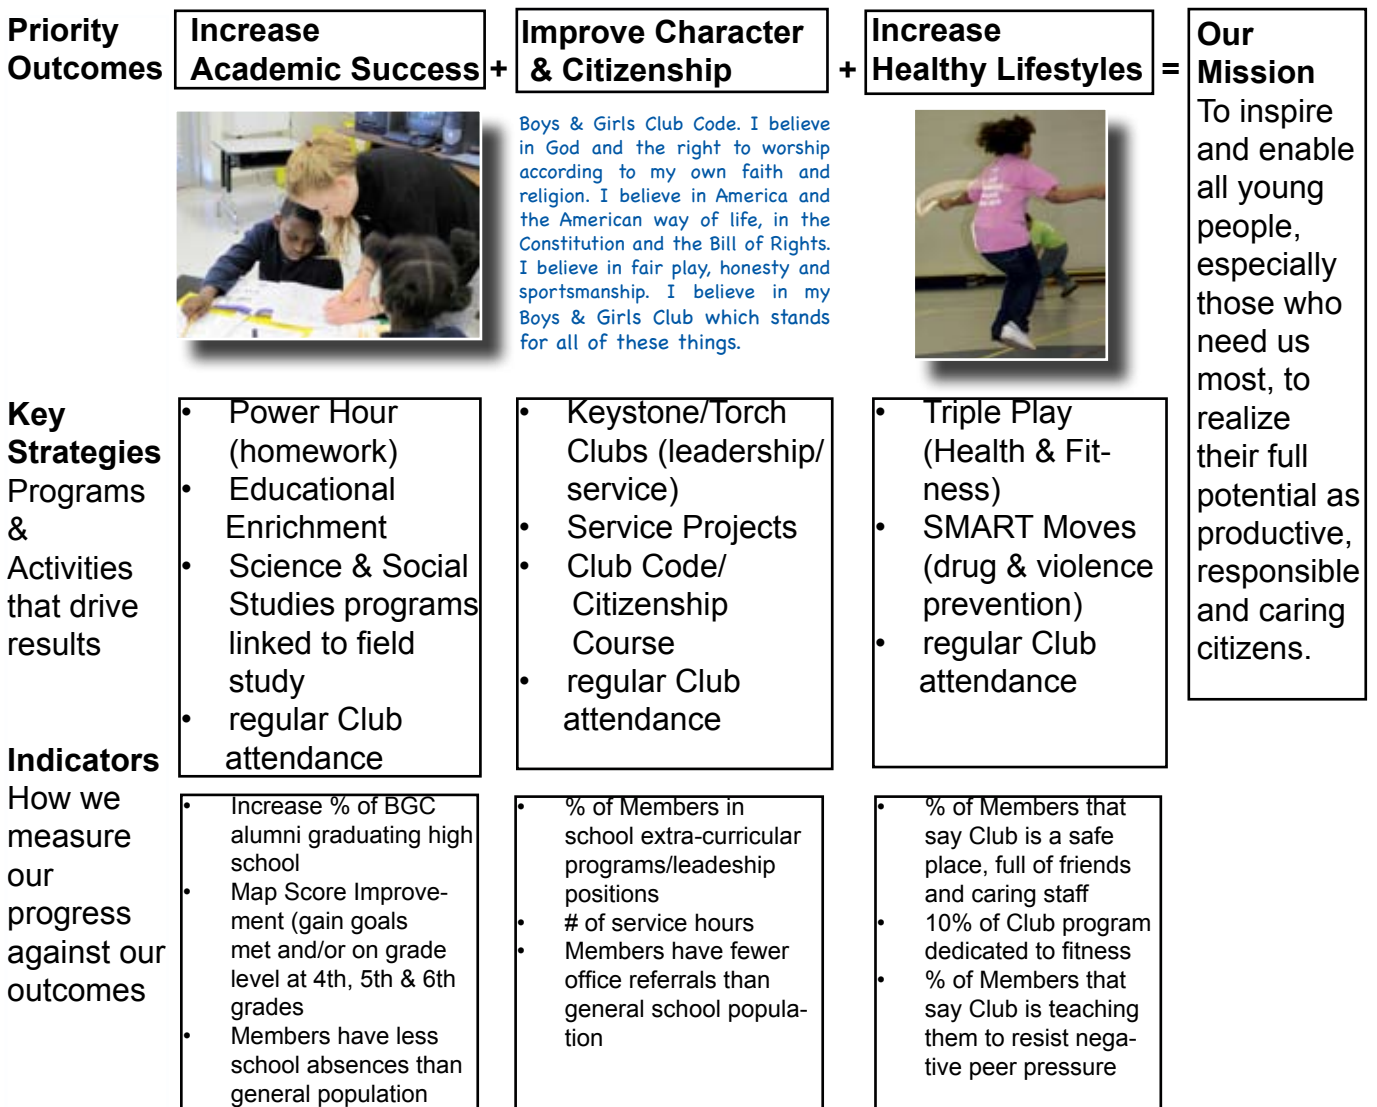 Priority
Outcomes
Increase
Academic Success
+
Improve Character
& Citizenship
+
Increase
Healthy Lifestyles
=
Our
Mission
To inspire
and enable
all young
people,
especially
those who
need us
most, to
realize
their full
potential as
productive,
responsible
and caring
citizens.
Boys & Girls Club Code. I believe
in God and the right to worship
according to my own faith and
religion. I believe in America and
the American way of life, in the
Constitution and the Bill of Rights.
I believe in fair play, honesty and
sportsmanship. I believe in my
Boys & Girls Club which stands
for all of these things.
Key
Strategies
Programs
&
Activities
that drive
results
• Power Hour
(homework)
• Educational
Enrichment
• Science & Social
Studies programs
linked to field
study
• regular Club
attendance
• Keystone/Torch
Clubs (leadership/
service)
• Service Projects
• Club Code/
Citizenship
Course
• regular Club
attendance
• Triple Play
(Health & Fit-
ness)
• SMART Moves
(drug & violence
prevention)
• regular Club
attendance
Indicators
How we
measure
our
progress
against our
outcomes
• Increase % of BGC
alumni graduating high
school
• Map Score Improve-
ment (gain goals
met and/or on grade
level at 4th, 5th & 6th
grades
• Members have less
school absences than
general population
• % of Members in
school extra-curricular
programs/leadeship
positions
• # of service hours
• Members have fewer
office referrals than
general school popula-
tion
• % of Members that
say Club is a safe
place, full of friends
and caring staff
• 10% of Club program
dedicated to fitness
• % of Members that
say Club is teaching
them to resist nega-
tive peer pressure